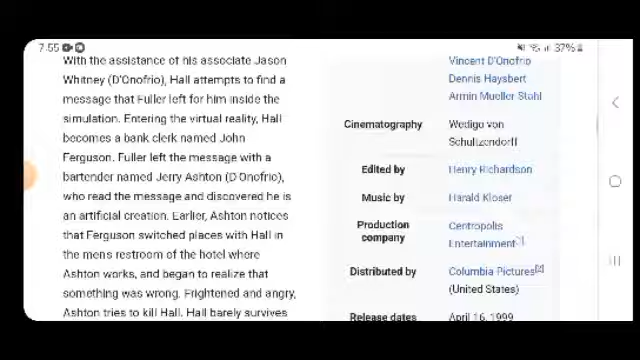 7:55
37%
With the assistance of his associate Jason
Whitney (D'Onofrio), Hall attempts to find a
message that Fuller left for him inside the
simulation. Entering the virtual reality, Hall
becomes a bank clerk named John
Ferguson. Fuller left the message with a
bartender named Jerry Ashton (D'Onofrio),
who read the message and discovered he is
an artificial creation. Earlier, Ashton notices
that Ferguson switched places with Hall in
the mens restroom of the hotel where
Ashton works, and began to realize that
something was wrong. Frightened and angry,
Ashton tries to kill Hall. Hall barely survives
Vincent D'Onofrio
Dennis Haysbert
Armin Mueller-Stahl
Cinematography Wedigo von
Schultzendorff
Edited by Henry Richardson
Music by Harald Kloser
Production
company
Centropolis
Entertainment[1]
Distributed by Columbia Pictures[2]
(United States)
Release dates April 16, 1999